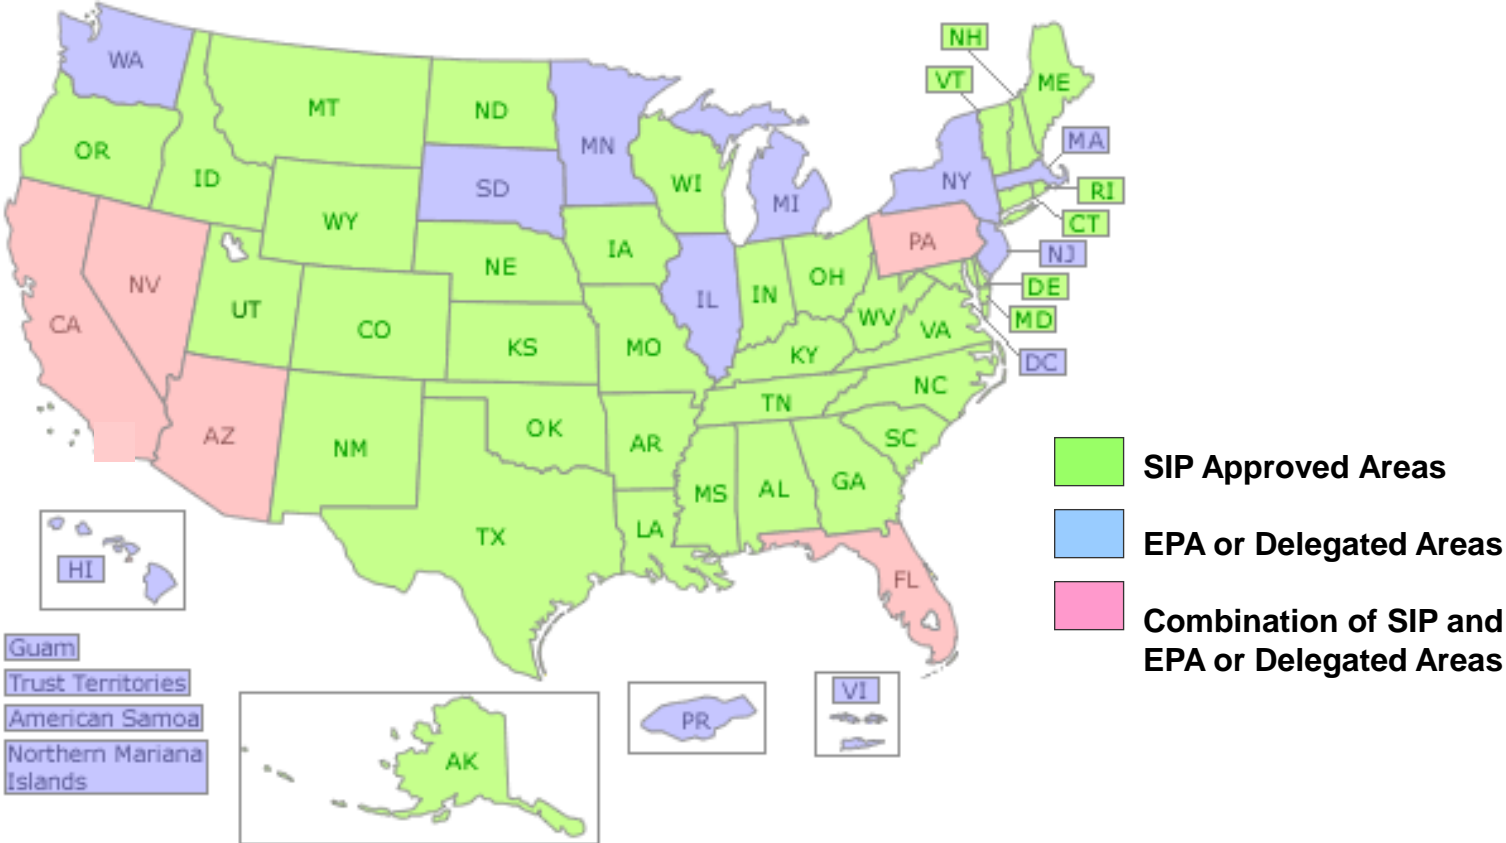 WA
MT
ND
MN
OR
ID
SD
WI
WY
MI
NY
NH
VT
ME
MA
RI
CT
NJ
DE
MD
DC
PA
CA
NV
UT
CO
NE
IA
IL
IN
OH
WV
VA
KS
MO
KY
NC
TN
AZ
NM
OK
AR
SC
MS
AL
GA
TX
LA
FL
HI
Guam
Trust Territories
American Samoa
Northern Mariana
Islands
AK
PR
VI
SIP Approved Areas
EPA or Delegated Areas
Combination of SIP and
EPA or Delegated Areas